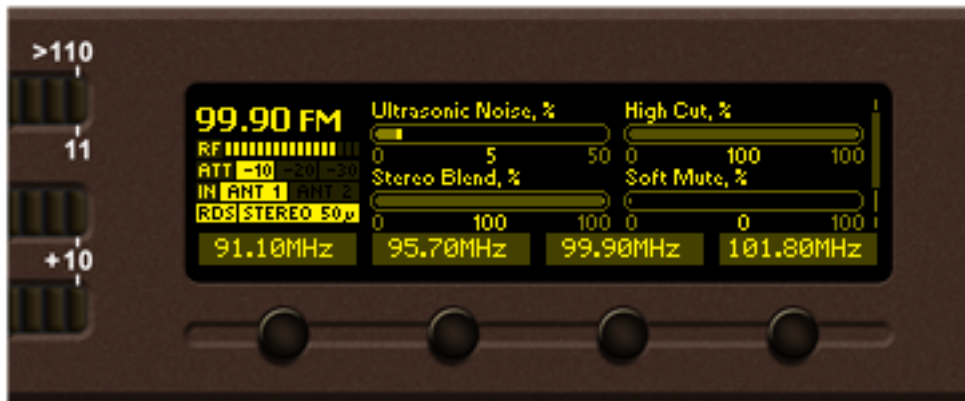 >110
11
+10
99.90 FM
RF
ATT -10 -20 -30
IN ANT 1 ANT 2
RDS STEREO 50µ
Ultrasonic Noise, %
0 5 50
High Cut, %
0 100 100
Stereo Blend, %
0 100 100
Soft Mute, %
0 0 100
91.10MHz
95.70MHz
99.90MHz
101.80MHz